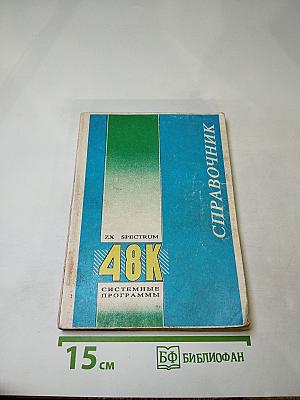 СПРАВОЧНИК
ZX SPECTRUM
48K
СИСТЕМНЫЕ
ПРОГРАММЫ
15 см
БФ БИБЛИОФАН